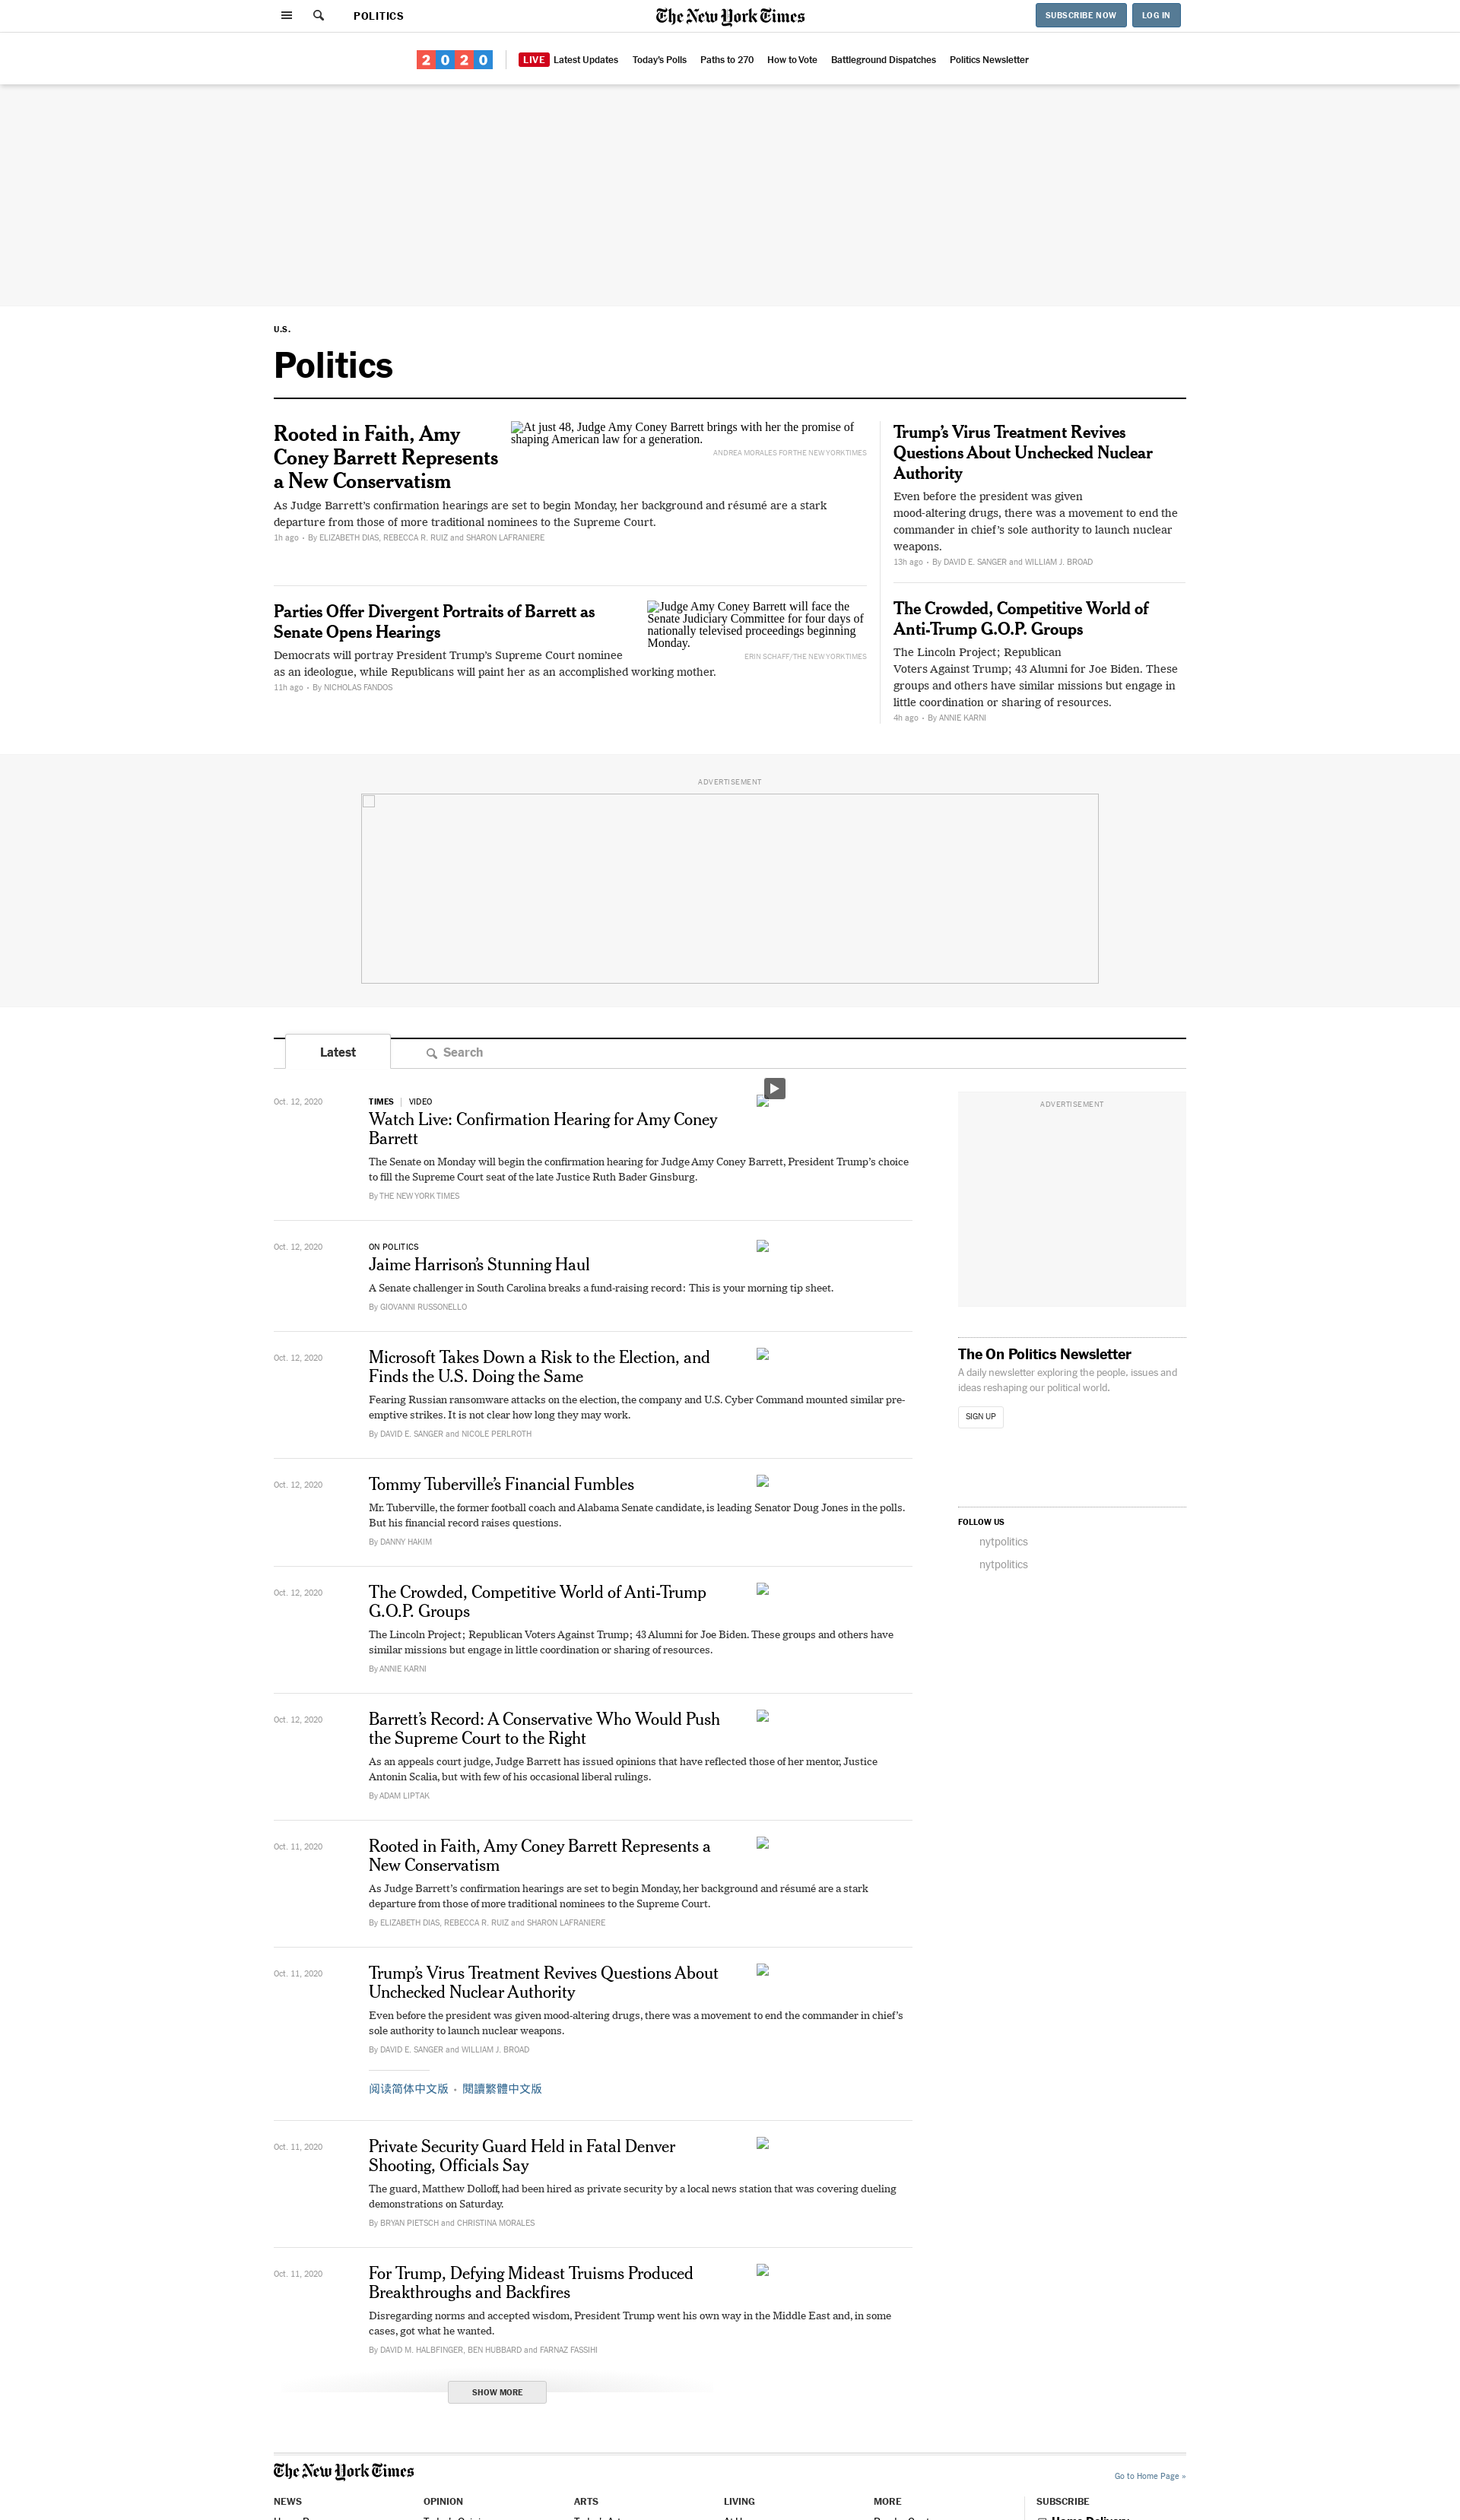 POLITICS
The New York Times
SUBSCRIBE NOW
LOG IN
2020
LIVE Latest Updates
Today's Polls
Paths to 270
How to Vote
Battleground Dispatches
Politics Newsletter
U.S.
Politics
Rooted in Faith, Amy
Coney Barrett Represents
a New Conservatism
At just 48, Judge Amy Coney Barrett brings with her the promise of
shaping American law for a generation.
ANDREA MORALES FOR THE NEW YORK TIMES
As Judge Barrett’s confirmation hearings are set to begin Monday, her background and résumé are a stark
departure from those of more traditional nominees to the Supreme Court.
1h ago • By ELIZABETH DIAS, REBECCA R. RUIZ and SHARON LAFRANIERE
Parties Offer Divergent Portraits of Barrett as
Senate Opens Hearings
Judge Amy Coney Barrett will face the
Senate Judiciary Committee for four days of
nationally televised proceedings beginning
Monday.
ERIN SCHAFF/THE NEW YORK TIMES
Democrats will portray President Trump’s Supreme Court nominee
as an ideologue, while Republicans will paint her as an accomplished working mother.
11h ago • By NICHOLAS FANDOS
Trump’s Virus Treatment Revives
Questions About Unchecked Nuclear
Authority
Even before the president was given
mood-altering drugs, there was a movement to end the
commander in chief’s sole authority to launch nuclear
weapons.
13h ago • By DAVID E. SANGER and WILLIAM J. BROAD
The Crowded, Competitive World of
Anti-Trump G.O.P. Groups
The Lincoln Project; Republican
Voters Against Trump; 43 Alumni for Joe Biden. These
groups and others have similar missions but engage in
little coordination or sharing of resources.
4h ago • By ANNIE KARNI
ADVERTISEMENT
Latest
Search
Oct. 12, 2020
TIMES | VIDEO
Watch Live: Confirmation Hearing for Amy Coney
Barrett
The Senate on Monday will begin the confirmation hearing for Judge Amy Coney Barrett, President Trump’s choice
to fill the Supreme Court seat of the late Justice Ruth Bader Ginsburg.
By THE NEW YORK TIMES
Oct. 12, 2020
ON POLITICS
Jaime Harrison’s Stunning Haul
A Senate challenger in South Carolina breaks a fund-raising record: This is your morning tip sheet.
By GIOVANNI RUSSONELLO
Oct. 12, 2020
Microsoft Takes Down a Risk to the Election, and
Finds the U.S. Doing the Same
Fearing Russian ransomware attacks on the election, the company and U.S. Cyber Command mounted similar pre-
emptive strikes. It is not clear how long they may work.
By DAVID E. SANGER and NICOLE PERLROTH
Oct. 12, 2020
Tommy Tuberville’s Financial Fumbles
Mr. Tuberville, the former football coach and Alabama Senate candidate, is leading Senator Doug Jones in the polls.
But his financial record raises questions.
By DANNY HAKIM
Oct. 12, 2020
The Crowded, Competitive World of Anti-Trump
G.O.P. Groups
The Lincoln Project; Republican Voters Against Trump; 43 Alumni for Joe Biden. These groups and others have
similar missions but engage in little coordination or sharing of resources.
By ANNIE KARNI
Oct. 12, 2020
Barrett’s Record: A Conservative Who Would Push
the Supreme Court to the Right
As an appeals court judge, Judge Barrett has issued opinions that have reflected those of her mentor, Justice
Antonin Scalia, but with few of his occasional liberal rulings.
By ADAM LIPTAK
Oct. 11, 2020
Rooted in Faith, Amy Coney Barrett Represents a
New Conservatism
As Judge Barrett’s confirmation hearings are set to begin Monday, her background and résumé are a stark
departure from those of more traditional nominees to the Supreme Court.
By ELIZABETH DIAS, REBECCA R. RUIZ and SHARON LAFRANIERE
Oct. 11, 2020
Trump’s Virus Treatment Revives Questions About
Unchecked Nuclear Authority
Even before the president was given mood-altering drugs, there was a movement to end the commander in chief’s
sole authority to launch nuclear weapons.
By DAVID E. SANGER and WILLIAM J. BROAD
阅读简体中文版 • 閱讀繁體中文版
Oct. 11, 2020
Private Security Guard Held in Fatal Denver
Shooting, Officials Say
The guard, Matthew Dolloff, had been hired as private security by a local news station that was covering dueling
demonstrations on Saturday.
By BRYAN PIETSCH and CHRISTINA MORALES
Oct. 11, 2020
For Trump, Defying Mideast Truisms Produced
Breakthroughs and Backfires
Disregarding norms and accepted wisdom, President Trump went his own way in the Middle East and, in some
cases, got what he wanted.
By DAVID M. HALBFINGER, BEN HUBBARD and FARNAZ FASSIHI
SHOW MORE
ADVERTISEMENT
The On Politics Newsletter
A daily newsletter exploring the people, issues and
ideas reshaping our political world.
SIGN UP
FOLLOW US
nytpolitics
nytpolitics
The New York Times
Go to Home Page »
NEWS
OPINION
ARTS
LIVING
MORE
SUBSCRIBE